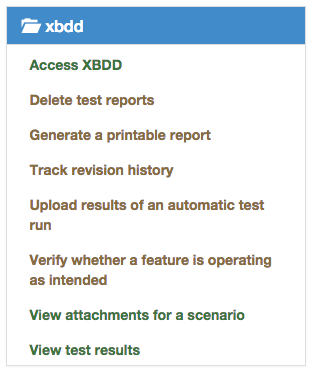 xbdd
Access XBDD
Delete test reports
Generate a printable report
Track revision history
Upload results of an automatic test
run
Verify whether a feature is operating
as intended
View attachments for a scenario
View test results